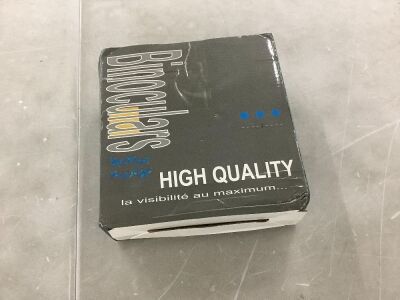 Binoculars
HIGH QUALITY
la visibilité au maximum...